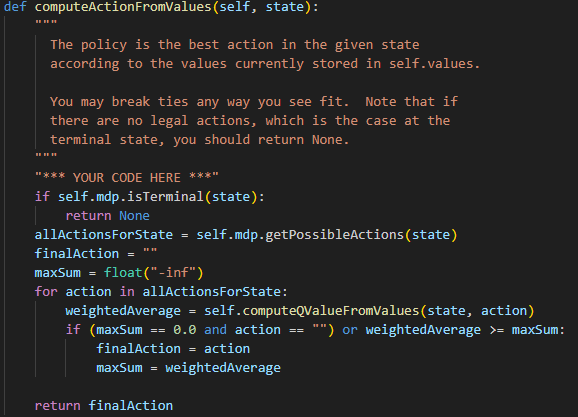 def computeActionFromValues(self, state):
    """
      The policy is the best action in the given state
      according to the values currently stored in self.values.

      You may break ties any way you see fit.  Note that if
      there are no legal actions, which is the case at the
      terminal state, you should return None.
    """
    "*** YOUR CODE HERE ***"
    if self.mdp.isTerminal(state):
        return None
    allActionsForState = self.mdp.getPossibleActions(state)
    finalAction = ""
    maxSum = float("-inf")
    for action in allActionsForState:
        weightedAverage = self.computeQValueFromValues(state, action)
        if (maxSum == 0.0 and action == "") or weightedAverage >= maxSum:
            finalAction = action
            maxSum = weightedAverage

    return finalAction